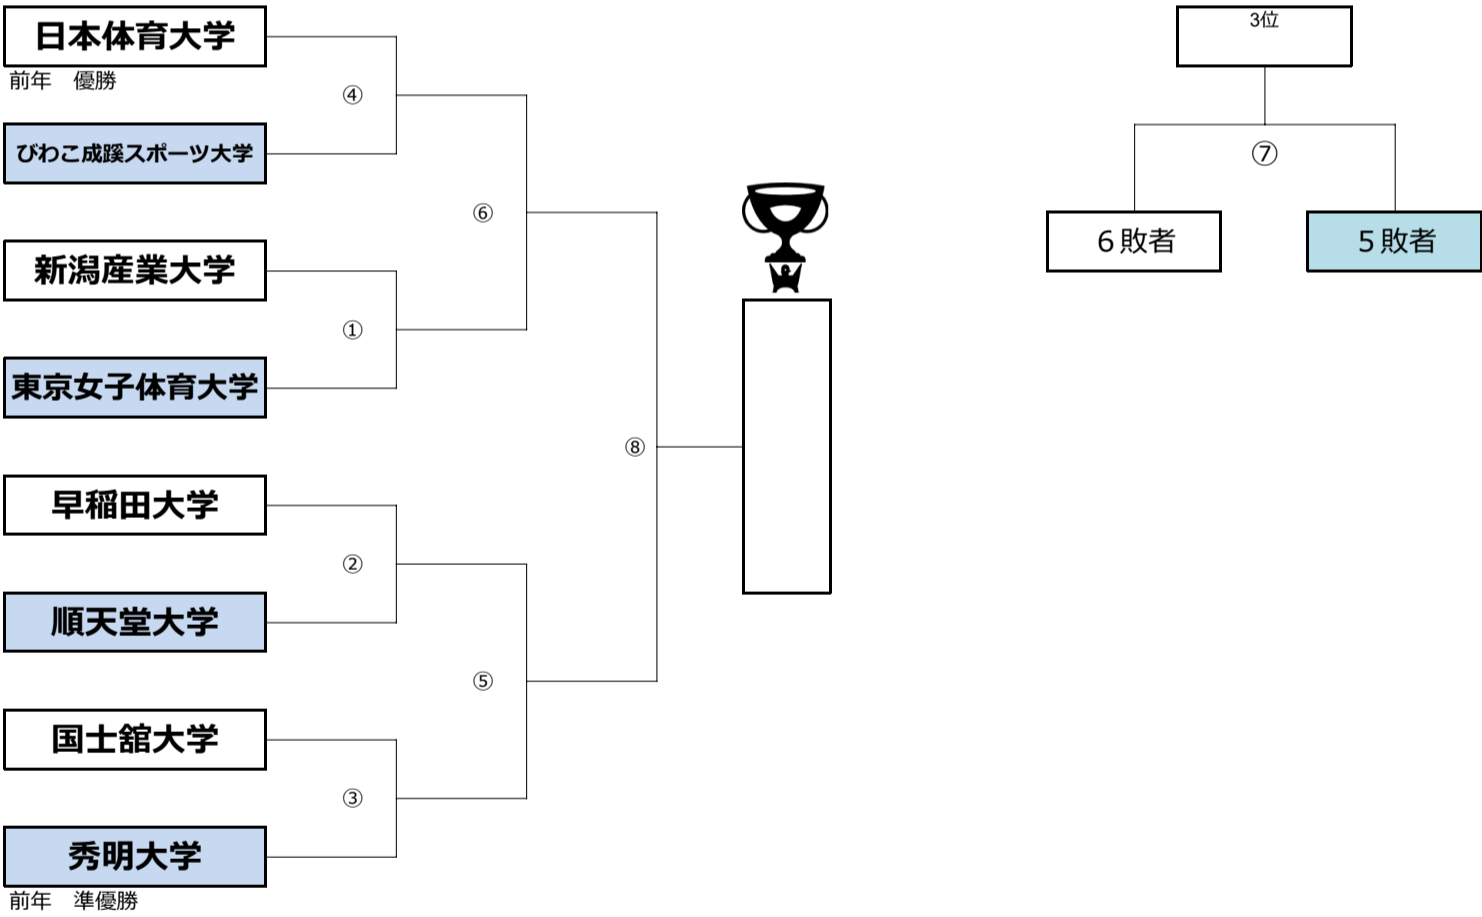 日本体育大学
前年　優勝
④
びわこ成蹊スポーツ大学
⑥
新潟産業大学
①
東京女子体育大学
⑧
早稲田大学
②
順天堂大学
⑤
国士舘大学
③
秀明大学
前年　準優勝
3位
⑦
６敗者
５敗者